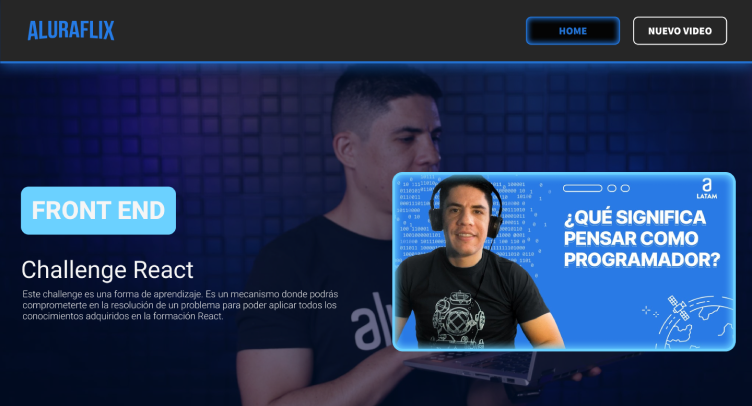 ALURAFLIX
HOME
NUEVO VIDEO
FRONT END
Challenge React
Este challenge es una forma de aprendizaje. Es un mecanismo donde podrás
comprometerte en la resolución de un problema para poder aplicar todos los
conocimientos adquiridos en la formación React.
a
LATAM
¿QUÉ SIGNIFICA
PENSAR COMO
PROGRAMADOR?
alu